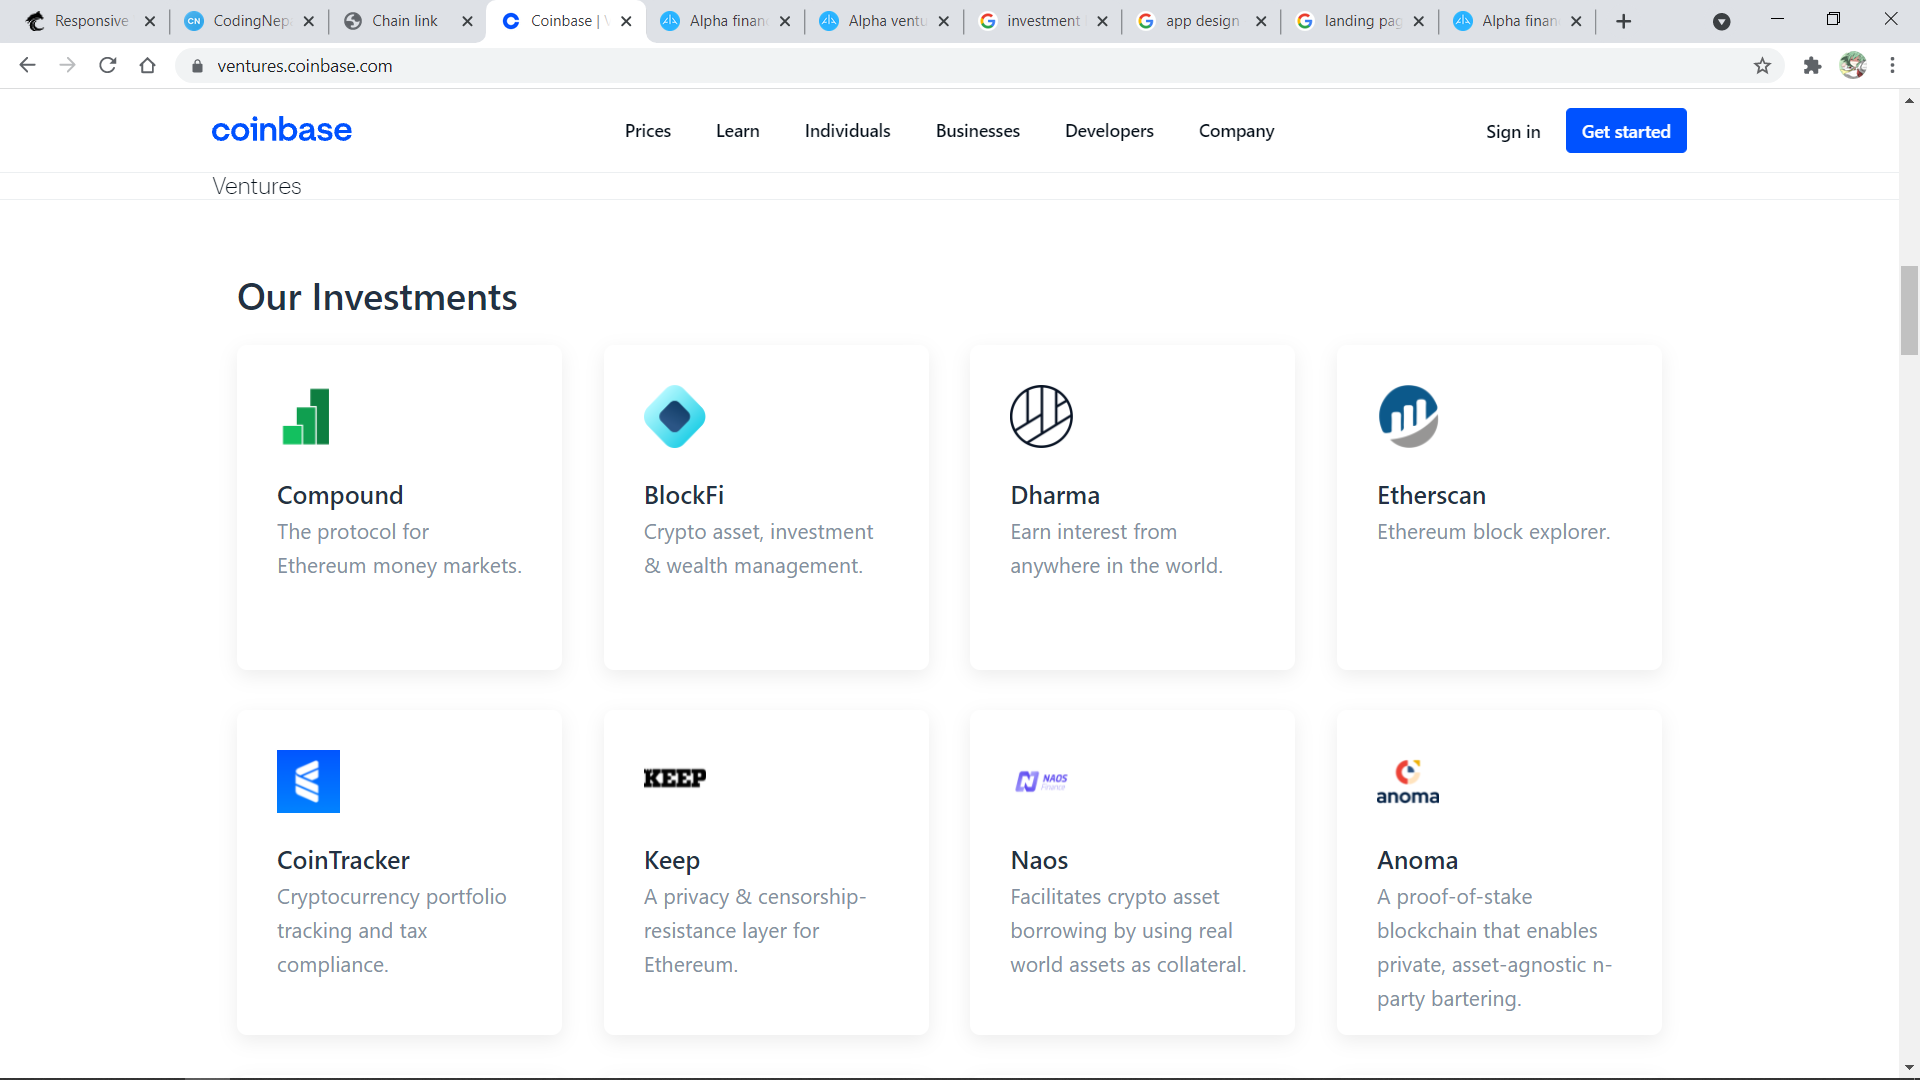 Responsive
CodingNep
Chain link
Coinbase | V
Alpha finan
Alpha ventu
investment
app design
landing pag
Alpha finan
ventures.coinbase.com
coinbase
Prices
Learn
Individuals
Businesses
Developers
Company
Sign in
Get started
Ventures
Our Investments
Compound
The protocol for
Ethereum money markets.
BlockFi
Crypto asset, investment
& wealth management.
Dharma
Earn interest from
anywhere in the world.
Etherscan
Ethereum block explorer.
CoinTracker
Cryptocurrency portfolio
tracking and tax
compliance.
KEEP
Keep
A privacy & censorship-
resistance layer for
Ethereum.
NAOS
Finance
Naos
Facilitates crypto asset
borrowing by using real
world assets as collateral.
anoma
Anoma
A proof-of-stake
blockchain that enables
private, asset-agnostic n-
party bartering.